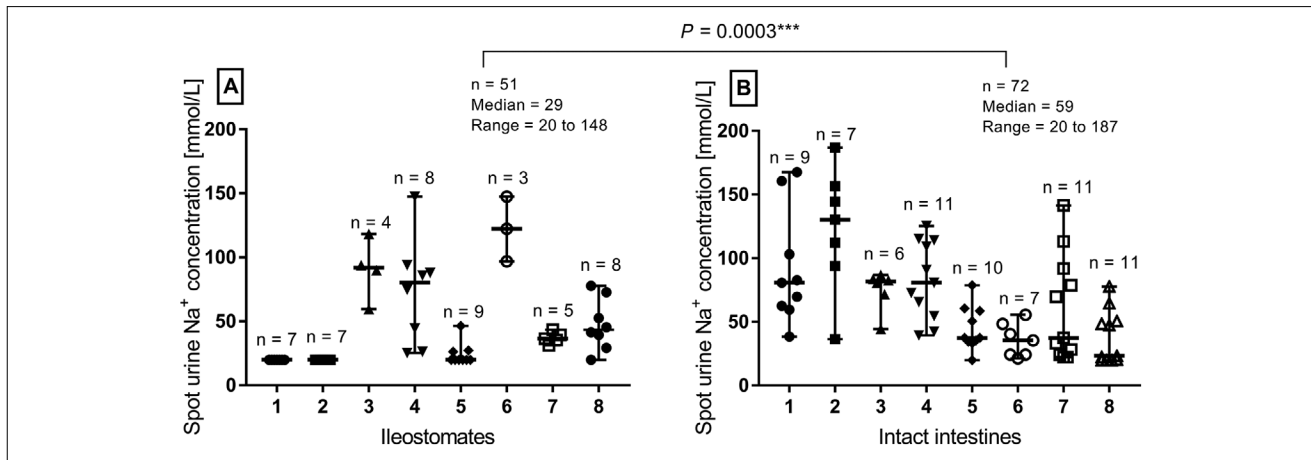 P = 0.0003***
A
n = 51
Median = 29
Range = 20 to 148
Spot urine Na+ concentration [mmol/L]
200
150
100
50
0
n = 7
n = 7
n = 4
n = 8
n = 9
n = 3
n = 5
n = 8
1 2 3 4 5 6 7 8
Ileostomates
B
n = 72
Median = 59
Range = 20 to 187
Spot urine Na+ concentration [mmol/L]
200
150
100
50
0
n = 9
n = 7
n = 6
n = 11
n = 10
n = 7
n = 11
n = 11
1 2 3 4 5 6 7 8
Intact intestines